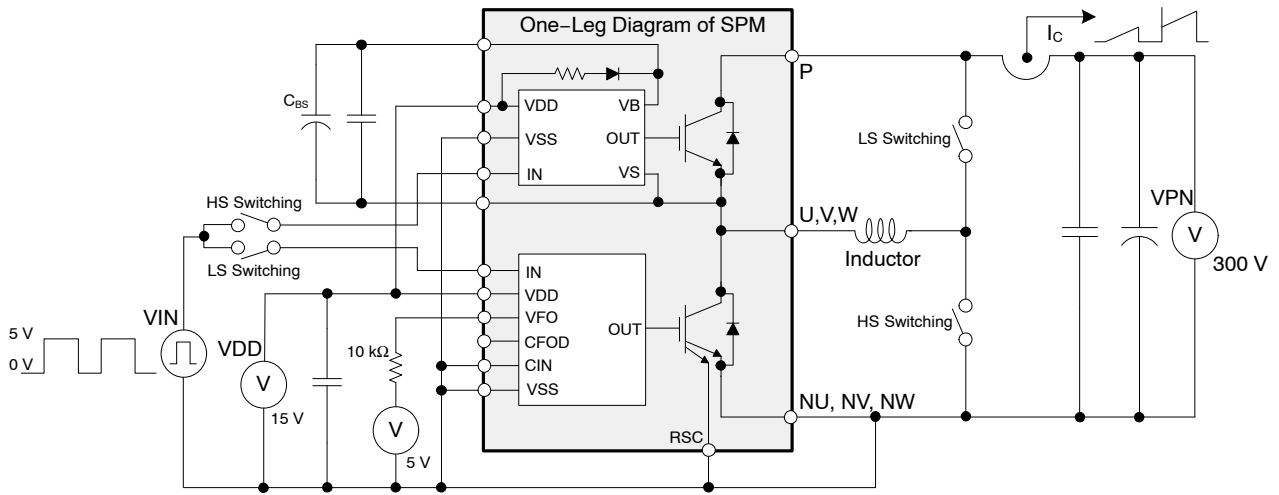 One−Leg Diagram of SPM
IC
P
CBS
VDD
VB
VSS
OUT
IN
VS
LS Switching
HS Switching
LS Switching
U,V,W
Inductor
VPN
V
300 V
IN
VDD
VFO
CFOD
CIN
VSS
OUT
HS Switching
VIN
5 V
0 V
VDD
V
15 V
10 kΩ
V
5 V
RSC
NU, NV, NW